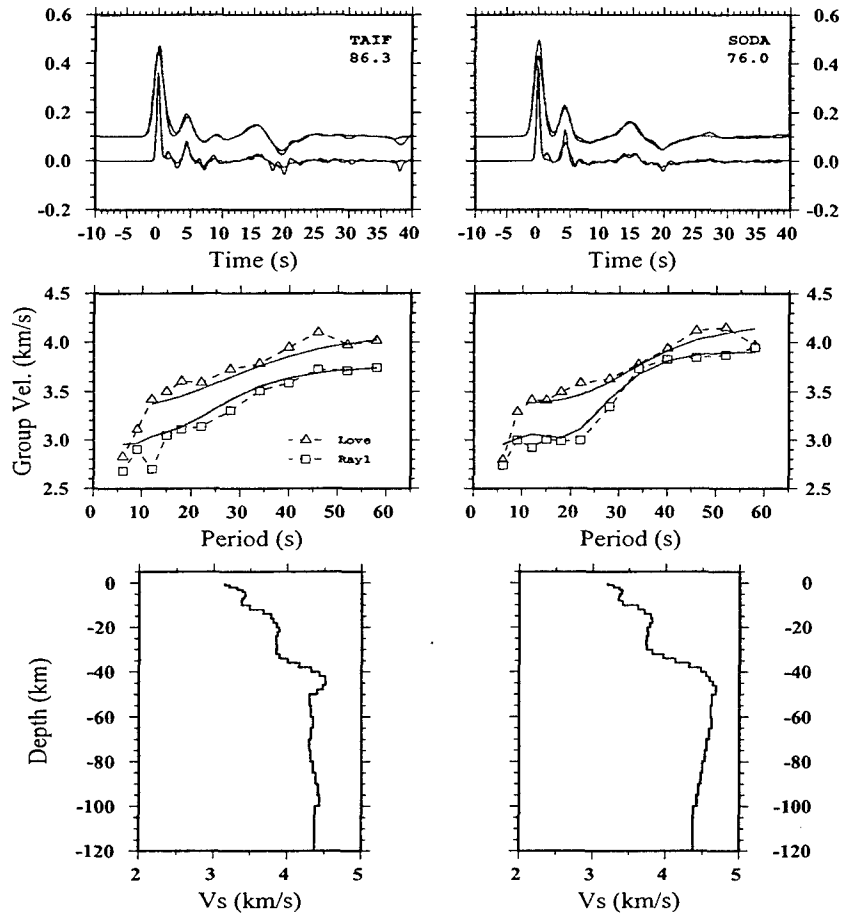 0.6
0.4
0.2
0.0
-0.2
TAIF
86.3
-10 -5 0 5 10 15 20 25 30 35 40
Time (s)
SODA
76.0
0.6
0.4
0.2
0.0
-0.2
-10 -5 0 5 10 15 20 25 30 35 40
Time (s)
Group Vel. (km/s)
4.5
4.0
3.5
3.0
2.5
Love
Rayl
0 10 20 30 40 50 60
Period (s)
4.5
4.0
3.5
3.0
2.5
0 10 20 30 40 50 60
Period (s)
Depth (km)
0
-20
-40
-60
-80
-100
-120
2 3 4 5
Vs (km/s)
0
-20
-40
-60
-80
-100
-120
2 3 4 5
Vs (km/s)